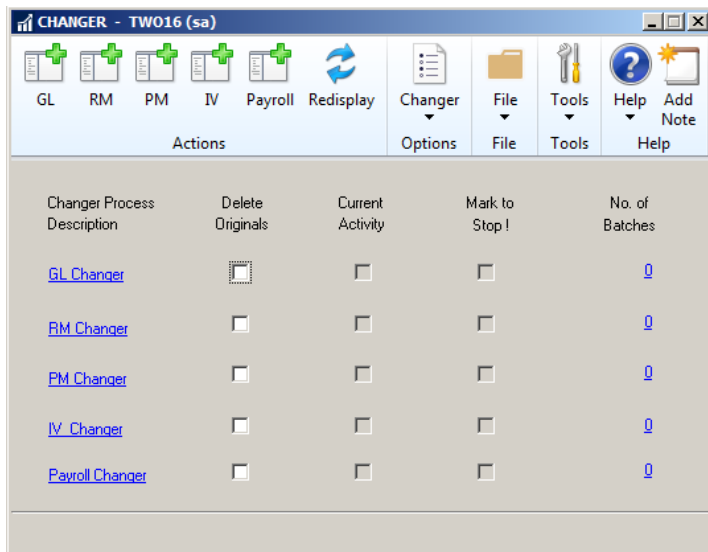 CHANGER - TWO16 (sa)
GL RM PM IV Payroll Redisplay Changer File Tools Help Add Note
Actions Options File Tools Help
Changer Process Description
Delete Originals
Current Activity
Mark to Stop !
No. of Batches
GL Changer 0
RM Changer 0
PM Changer 0
IV Changer 0
Payroll Changer 0